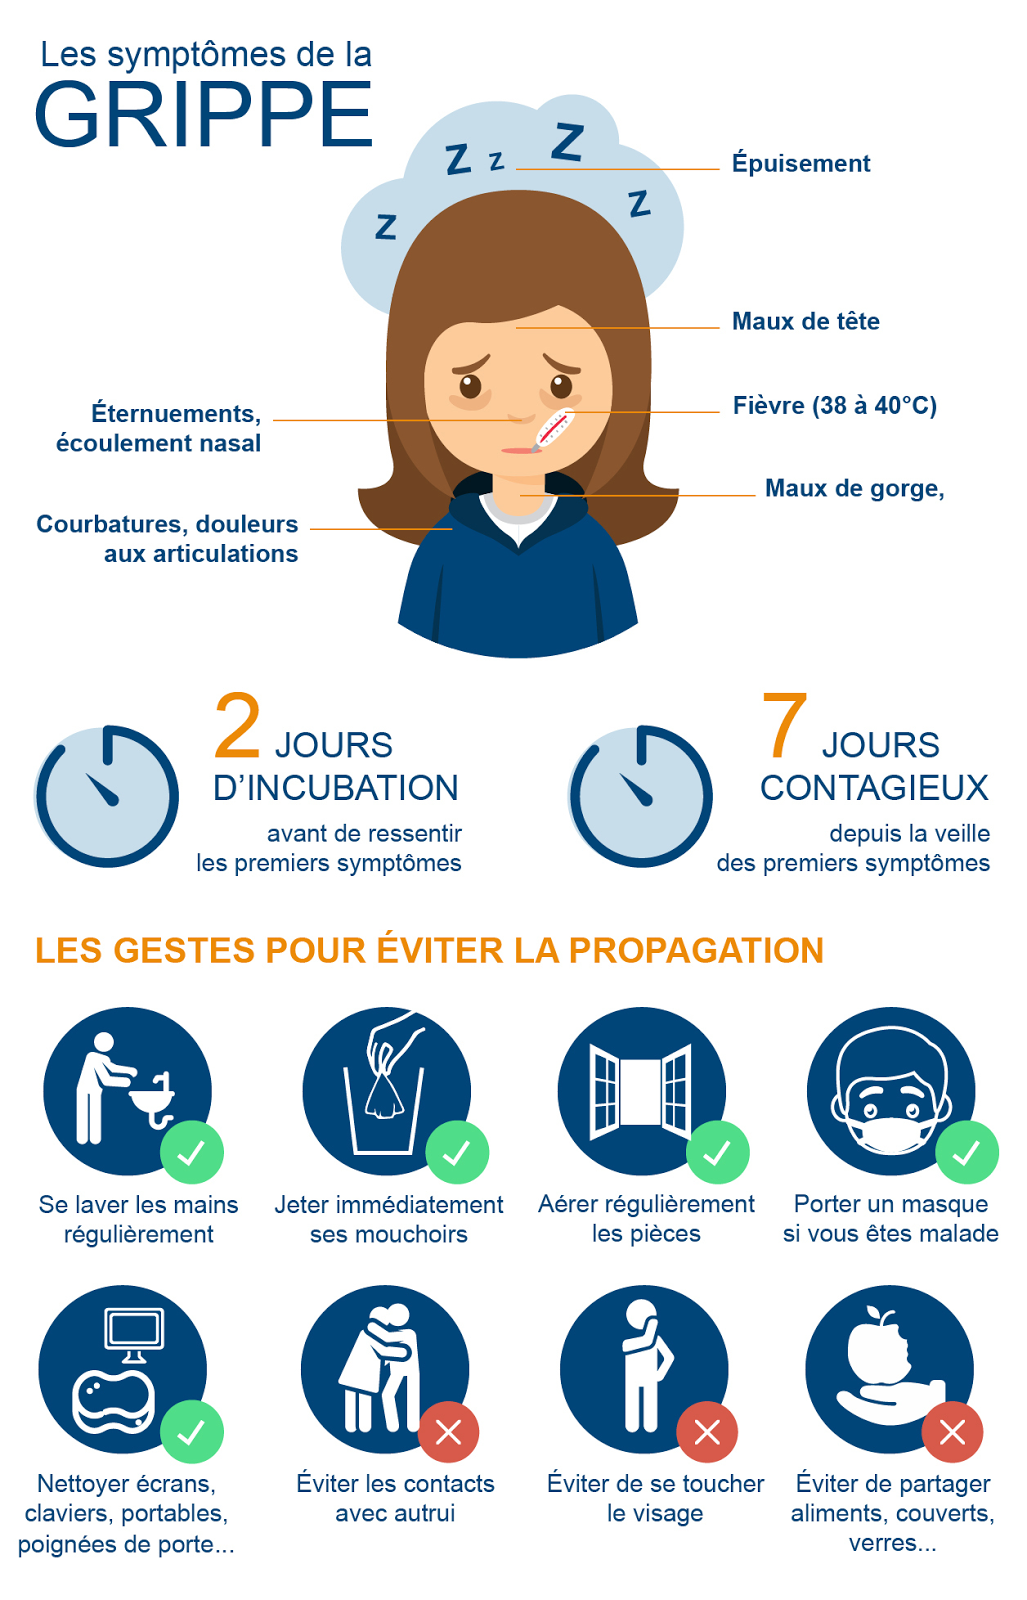 Les symptômes de la
GRIPPE
z
z
z
z
z
Épuisement
Maux de tête
Fièvre (38 à 40°C)
Maux de gorge,
Éternuements,
écoulement nasal
Courbatures, douleurs
aux articulations
2 JOURS
D’INCUBATION
avant de ressentir
les premiers symptômes
7 JOURS
CONTAGIEUX
depuis la veille
des premiers symptômes
LES GESTES POUR ÉVITER LA PROPAGATION
Se laver les mains
régulièrement
Jeter immédiatement
ses mouchoirs
Aérer régulièrement
les pièces
Porter un masque
si vous êtes malade
Nettoyer écrans,
claviers, portables,
poignées de porte...
Éviter les contacts
avec autrui
Éviter de se toucher
le visage
Éviter de partager
aliments, couverts,
verres...